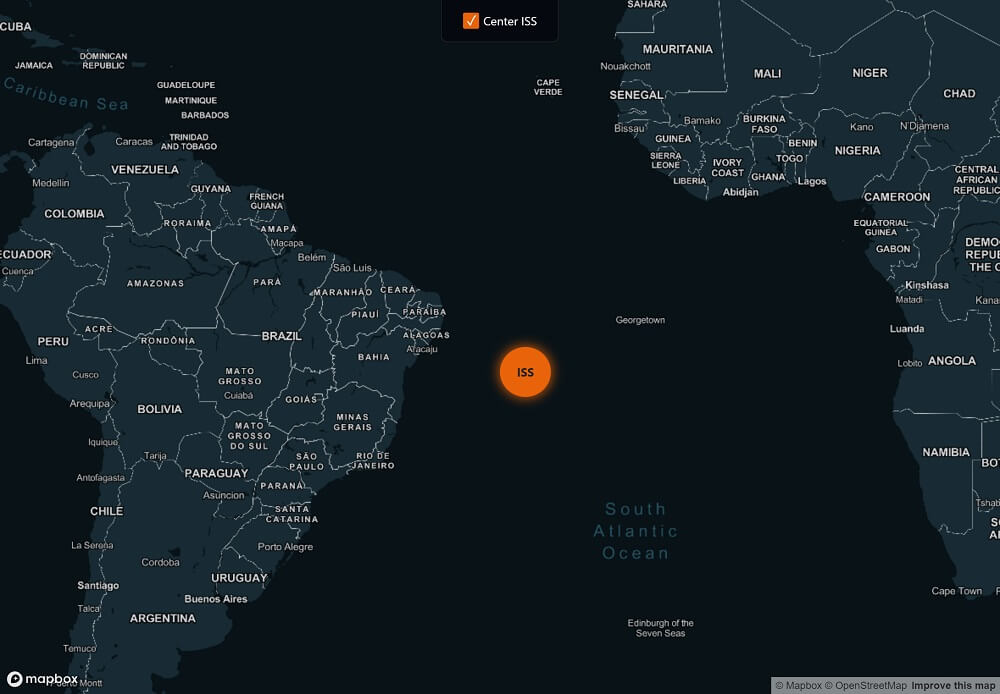 Center ISS
SAHARA
CUBA
MAURITANIA
JAMAICA
DOMINICAN
REPUBLIC
Nouakchott
MALI
NIGER
Caribbean Sea
GUADELOUPE
CAPE
VERDE
SENEGAL
CHAD
MARTINIQUE
BARBADOS
Bissau
Bamako
BURKINA
FASO
Kano
N'Djamena
Cartagena
Caracas
TRINIDAD
AND TOBAGO
GUINEA
BENIN
NIGERIA
SIERRA
LEONE
IVORY
COAST
TOGO
VENEZUELA
LIBERIA
GHANA
Lagos
CENTRAL
AFRICAN
REPUBLIC
Medellin
GUYANA
FRENCH
GUIANA
Abidjan
CAMEROON
COLOMBIA
RORAIMA
AMAPÁ
EQUATORIAL
GUINEA
Macapa
GABON
DEMO
REPU
THE C
ECUADOR
Cuenca
Belém
São Luís
AMAZONAS
PARÁ
MARANHÃO
CEARÁ
Kinshasa
Matadi
Kana
PIAUÍ
PARAÍBA
Georgetown
ACRE
RONDÔNIA
BRAZIL
ALAGOAS
Luanda
PERU
Aracaju
Lima
BAHIA
Lobito
ANGOLA
Cusco
MATO
GROSSO
Cuiabá
ISS
Arequipa
BOLIVIA
GOIÁS
MINAS
GERAIS
Iquique
MATO
GROSSO
DO SUL
Tarija
SÃO
PAULO
RIO DE
JANEIRO
NAMIBIA
BOT
Antofagasta
PARAGUAY
PARANÁ
Asuncion
Tshab
CHILE
SANTA
CATARINA
South
Atlantic
Ocean
SO
AF
La Serena
Porto Alegre
Cordoba
URUGUAY
Santiago
Buenos Aires
Cape Town
P
Talca
ARGENTINA
Edinburgh of the
Seven Seas
Temuco
Puerto Montt
mapbox
© Mapbox © OpenStreetMap Improve this map